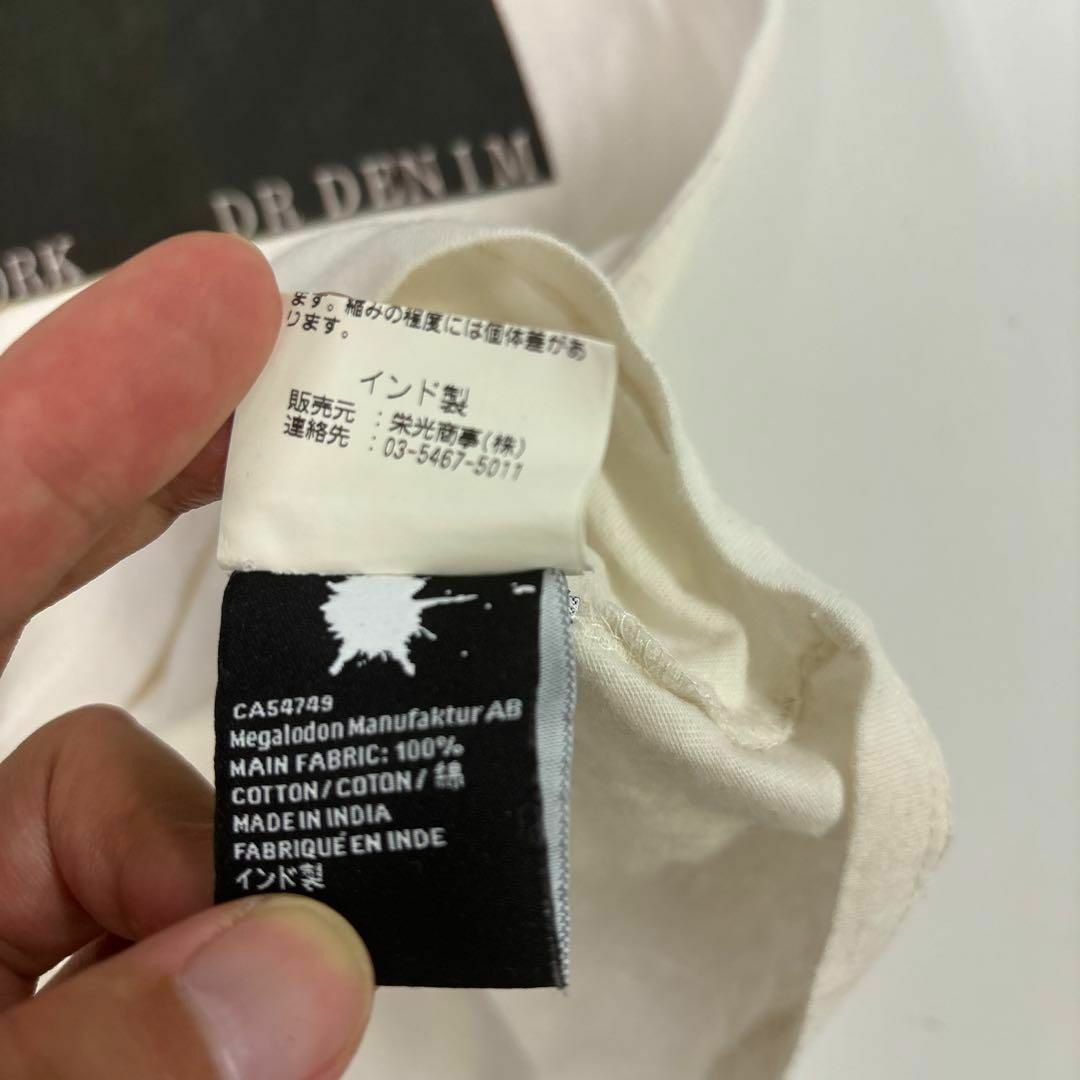 DR DENIM
ORK
ます。縮みの程度には個体差があ
ります。
インド製
販売元 : 栄光商事(株)
連絡先 : 03-5467-5011
CA54749
Megalodon Manufaktur AB
MAIN FABRIC: 100%
COTTON/COTON/綿
MADE IN INDIA
FABRIQUÉ EN INDE
インド製